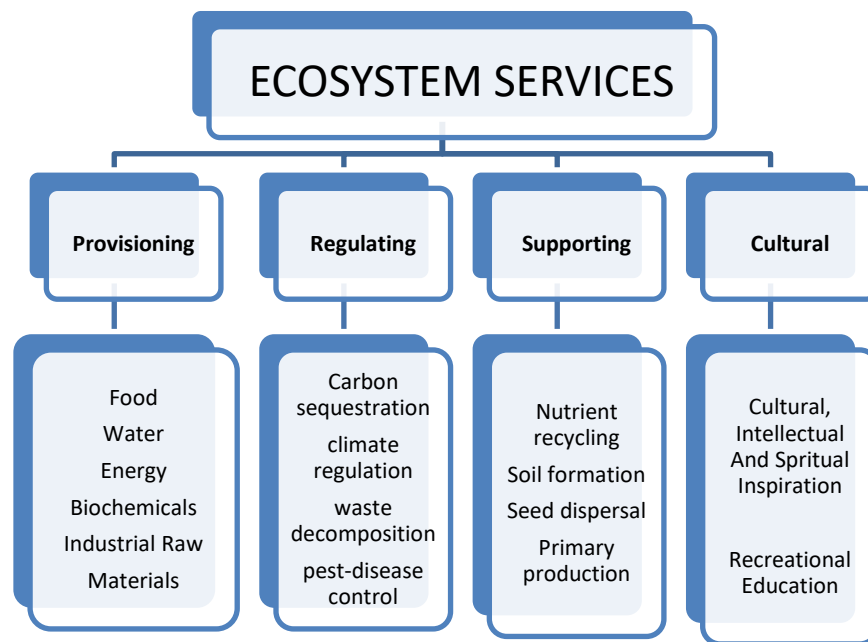 ECOSYSTEM SERVICES
Provisioning
Regulating
Supporting
Cultural
Food
Water
Energy
Biochemicals
Industrial Raw
Materials
Carbon
sequestration
climate
regulation
waste
decomposition
pest-disease
control
Nutrient
recycling
Soil formation
Seed dispersal
Primary
production
Cultural,
Intellectual
And Spritual
Inspiration
Recreational
Education